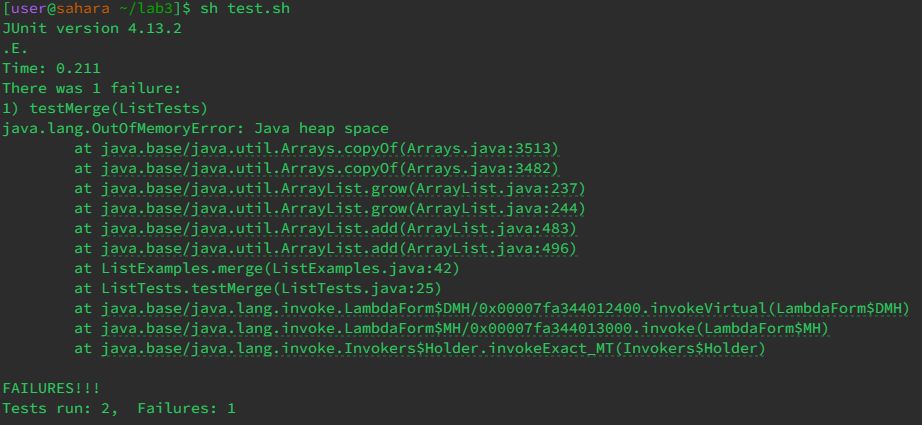 [user@sahara ~/lab3]$ sh test.sh
JUnit version 4.13.2
.E.
Time: 0.211
There was 1 failure:
1) testMerge(ListTests)
java.lang.OutOfMemoryError: Java heap space
        at java.base/java.util.Arrays.copyOf(Arrays.java:3513)
        at java.base/java.util.Arrays.copyOf(Arrays.java:3482)
        at java.base/java.util.ArrayList.grow(ArrayList.java:237)
        at java.base/java.util.ArrayList.grow(ArrayList.java:244)
        at java.base/java.util.ArrayList.add(ArrayList.java:483)
        at java.base/java.util.ArrayList.add(ArrayList.java:496)
        at ListExamples.merge(ListExamples.java:42)
        at ListTests.testMerge(ListTests.java:25)
        at java.base/java.lang.invoke.LambdaForm$DMH/0x00007fa344012400.invokeVirtual(LambdaForm$DMH)
        at java.base/java.lang.invoke.LambdaForm$MH/0x00007fa344013000.invoke(LambdaForm$MH)
        at java.base/java.lang.invoke.Invokers$Holder.invokeExact_MT(Invokers$Holder)
FAILURES!!!
Tests run: 2,  Failures: 1